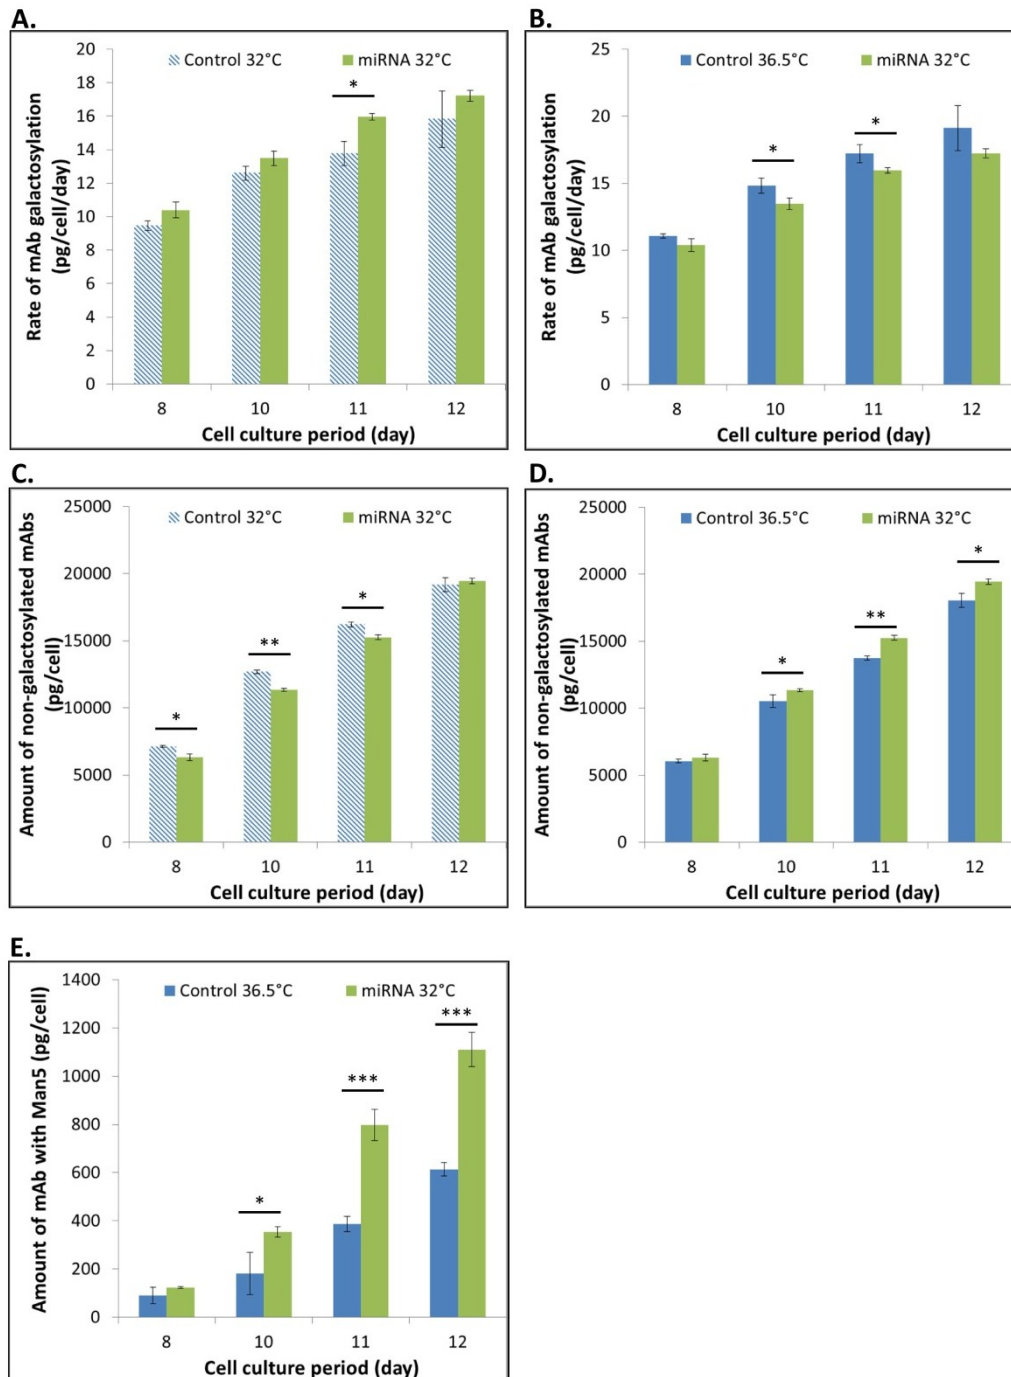 A.
Control 32°C miRNA 32°C
Rate of mAb galactosylation
(pg/cell/day)
20
18
16
14
12
10
8
6
4
2
0
*
8 10 11 12
Cell culture period (day)
B.
Control 36.5°C miRNA 32°C
Rate of mAb galactosylation
(pg/cell/day)
25
20
15
10
5
0
* *
8 10 11 12
Cell culture period (day)
C.
Control 32°C miRNA 32°C
Amount of non-galactosylated mAbs
(pg/cell)
25000
20000
15000
10000
5000
0
* ** *
8 10 11 12
Cell culture period (day)
D.
Control 36.5°C miRNA 32°C
Amount of non-galactosylated mAbs
(pg/cell)
25000
20000
15000
10000
5000
0
* ** *
8 10 11 12
Cell culture period (day)
E.
Control 36.5°C miRNA 32°C
Amount of mAb with Man5 (pg/cell)
1400
1200
1000
800
600
400
200
0
* *** ***
8 10 11 12
Cell culture period (day)